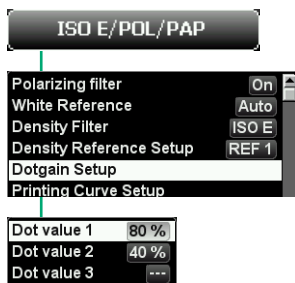 ISO E/POL/PAP
Polarizing filter On
White Reference Auto
Density Filter ISO E
Density Reference Setup REF 1
Dotgain Setup
Printing Curve Setup
Dot value 1 80 %
Dot value 2 40 %
Dot value 3 ---